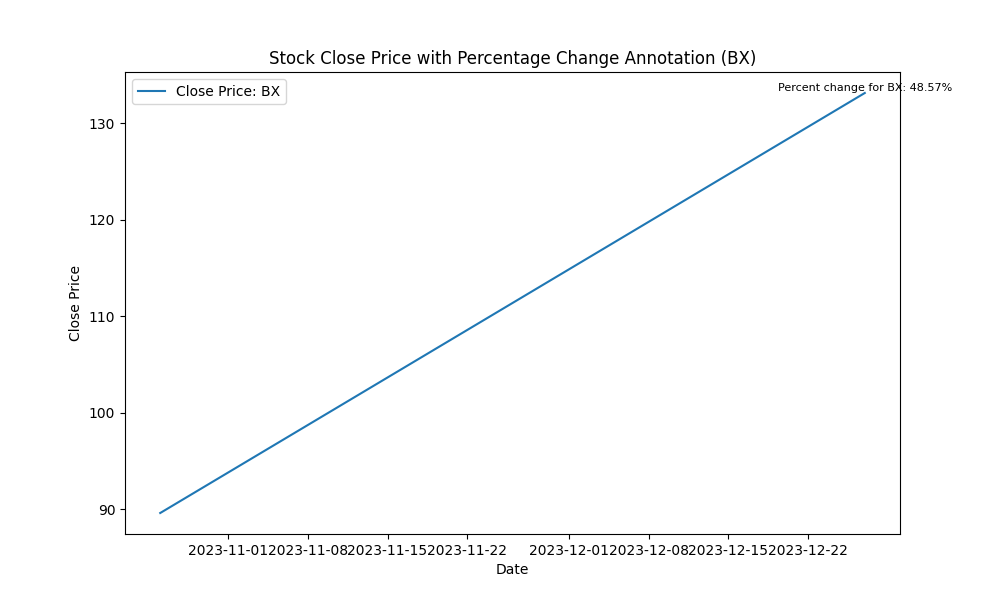 Stock Close Price with Percentage Change Annotation (BX)
Close Price: BX
Percent change for BX: 48.57%
Close Price
130
120
110
100
90
2023-11-01 2023-11-08 2023-11-15 2023-11-22 2023-12-01 2023-12-08 2023-12-15 2023-12-22
Date